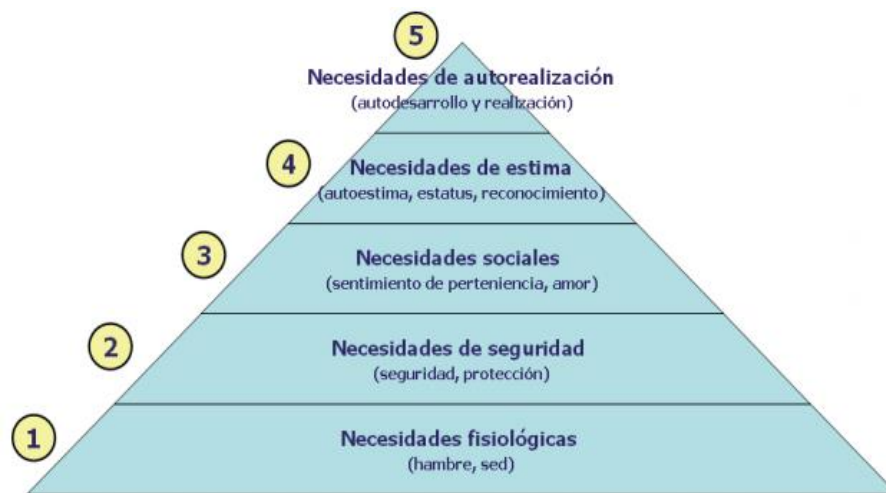 5
Necesidades de autorealización
(autodesarrollo y realización)
4
Necesidades de estima
(autoestima, estatus, reconocimiento)
3
Necesidades sociales
(sentimiento de perteniencia, amor)
2
Necesidades de seguridad
(seguridad, protección)
1
Necesidades fisiológicas
(hambre, sed)